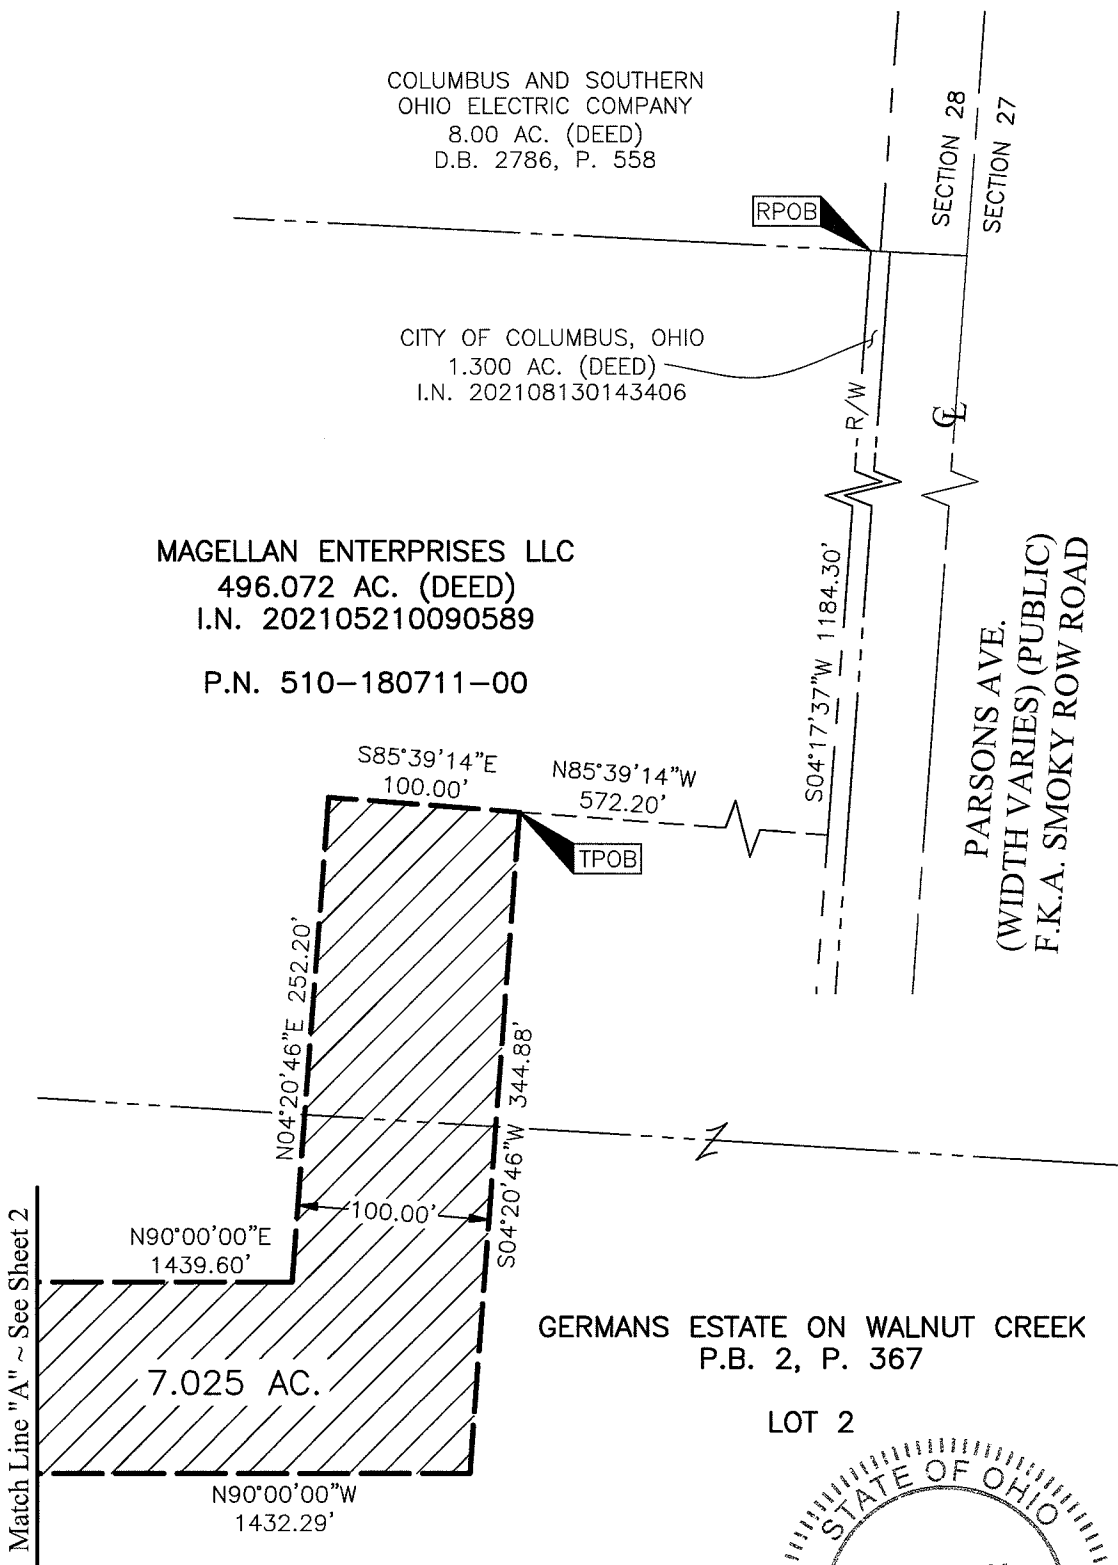 COLUMBUS AND SOUTHERN
OHIO ELECTRIC COMPANY
8.00 AC. (DEED)
D.B. 2786, P. 558
SECTION 28
SECTION 27
RPOB
CITY OF COLUMBUS, OHIO
1.300 AC. (DEED)
I.N. 202108130143406
R/W
CL
MAGELLAN ENTERPRISES LLC
496.072 AC. (DEED)
I.N. 202105210090589
P.N. 510-180711-00
S04°17'37"W 1184.30'
PARSONS AVE.
(WIDTH VARIES) (PUBLIC)
F.K.A. SMOKY ROW ROAD
S85°39'14"E
100.00'
N85°39'14"W
572.20'
TPOB
N04°20'46"E 252.20'
S04°20'46"W 344.88'
100.00'
N90°00'00"E
1439.60'
Match Line "A" ~ See Sheet 2
7.025 AC.
GERMANS ESTATE ON WALNUT CREEK
P.B. 2, P. 367
LOT 2
N90°00'00"W
1432.29'
STATE OF OHIO